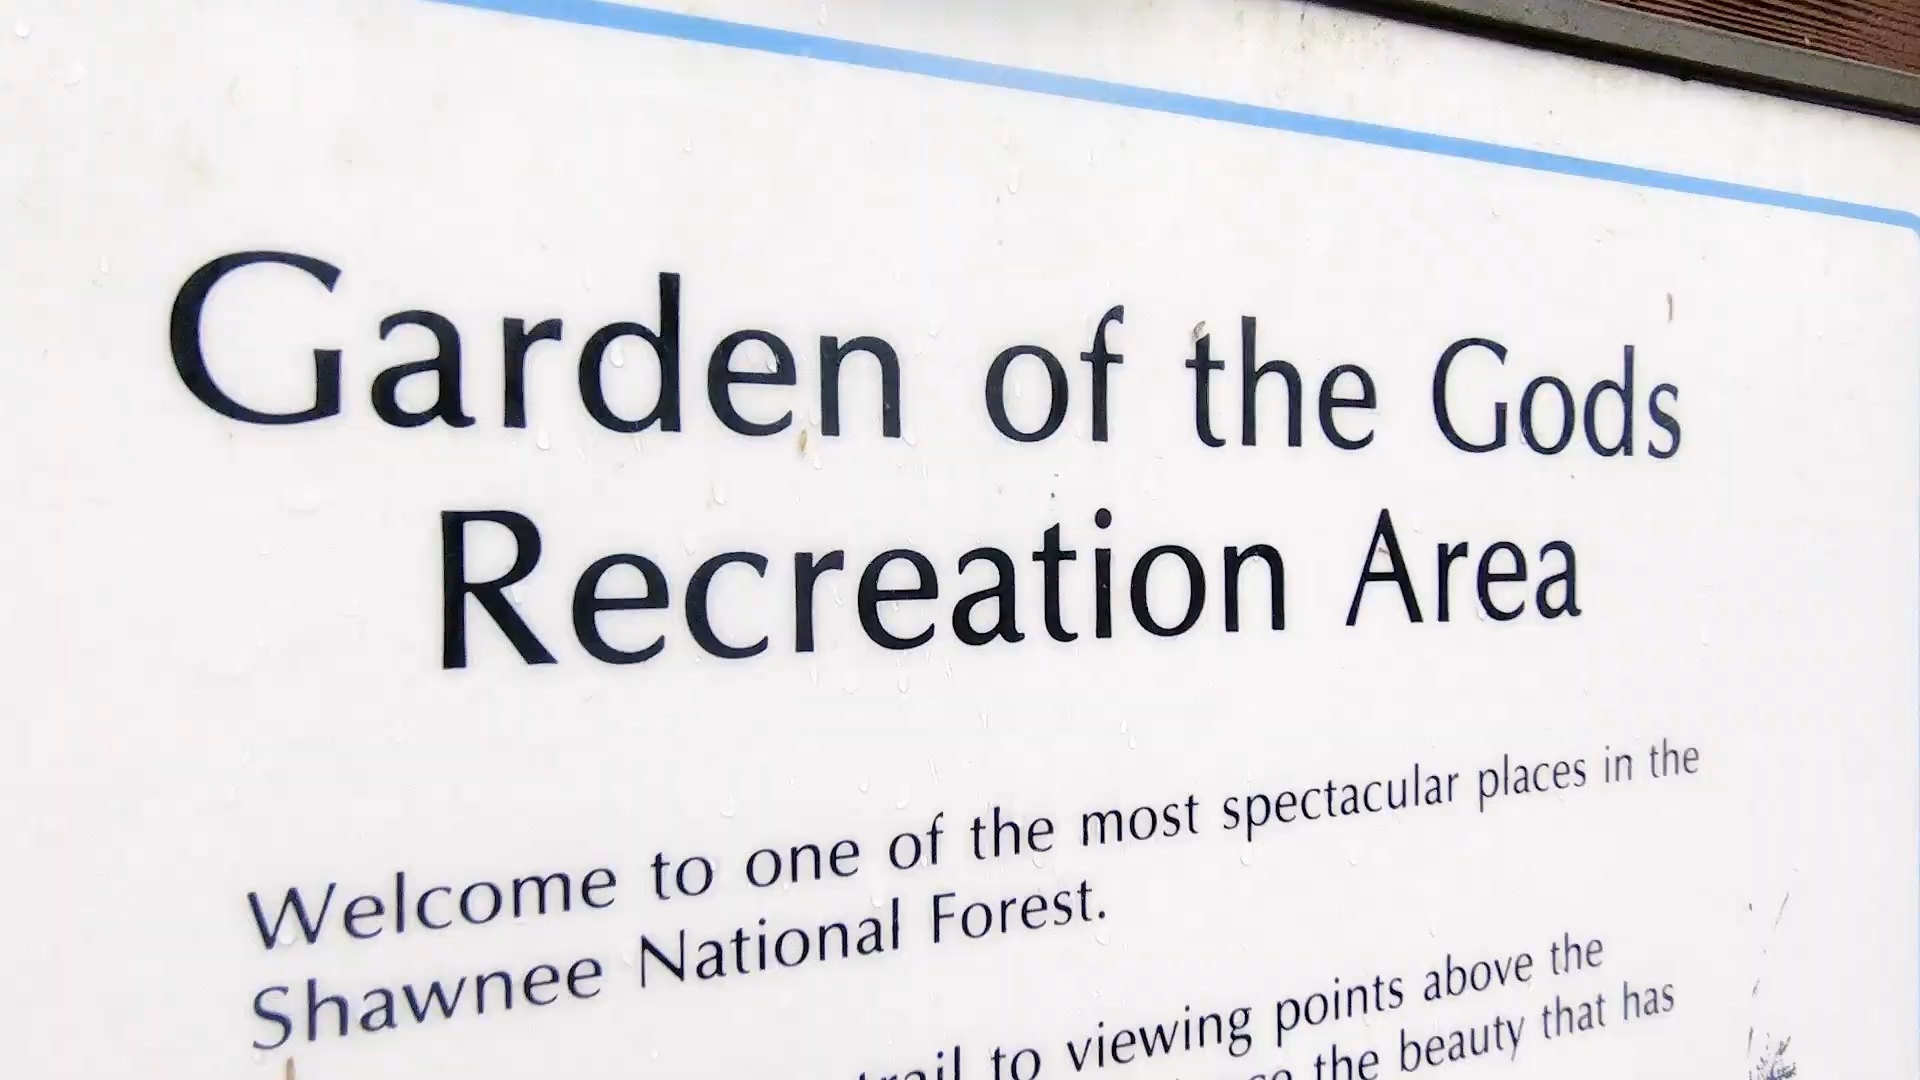 Garden of the Gods
Recreation Area
Welcome to one of the most spectacular places in the
Shawnee National Forest.
trail to viewing points above the
the beauty that has